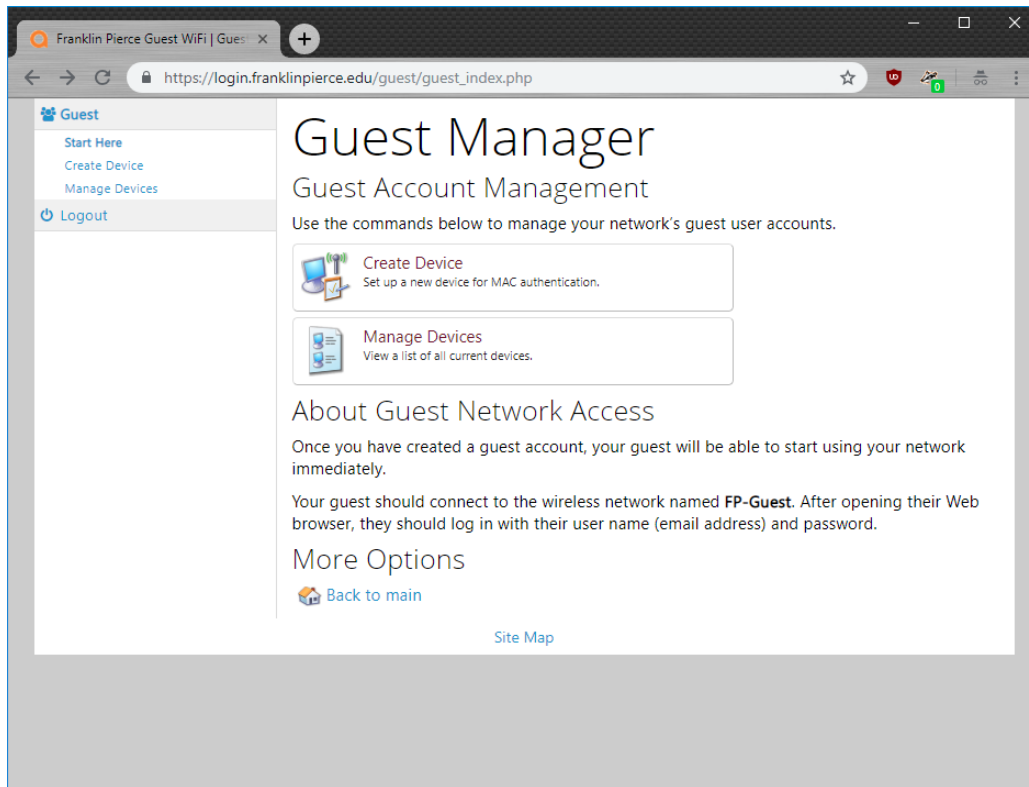 Franklin Pierce Guest WiFi | Gues
https://login.franklinpierce.edu/guest/guest_index.php
0
Guest
Start Here
Create Device
Manage Devices
Logout
Guest Manager
Guest Account Management
Use the commands below to manage your network's guest user accounts.
Create Device
Set up a new device for MAC authentication.
Manage Devices
View a list of all current devices.
About Guest Network Access
Once you have created a guest account, your guest will be able to start using your network
immediately.
Your guest should connect to the wireless network named FP-Guest. After opening their Web
browser, they should log in with their user name (email address) and password.
More Options
Back to main
Site Map